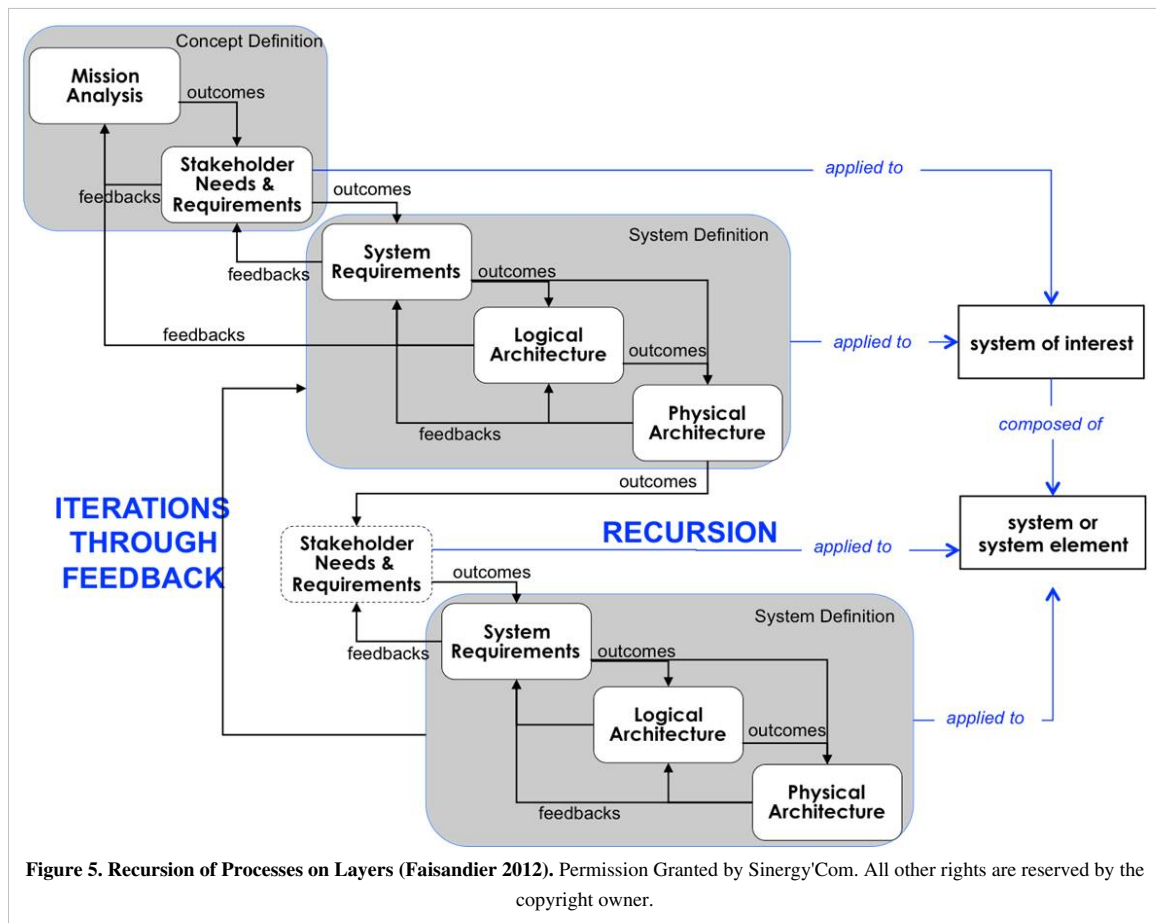 Concept Definition
Mission
Analysis
outcomes
Stakeholder
Needs &
Requirements
feedbacks
outcomes
applied to
System Definition
System
Requirements
feedbacks
outcomes
Logical
Architecture
feedbacks
outcomes
applied to
system of interest
Physical
Architecture
feedbacks
composed of
outcomes
ITERATIONS
THROUGH
FEEDBACK
Stakeholder
Needs &
Requirements
RECURSION
applied to
system or
system element
outcomes
System Definition
System
Requirements
feedbacks
outcomes
Logical
Architecture
applied to
outcomes
Physical
Architecture
feedbacks
Figure 5. Recursion of Processes on Layers (Faisandier 2012). Permission Granted by Sinergy'Com. All other rights are reserved by the
copyright owner.